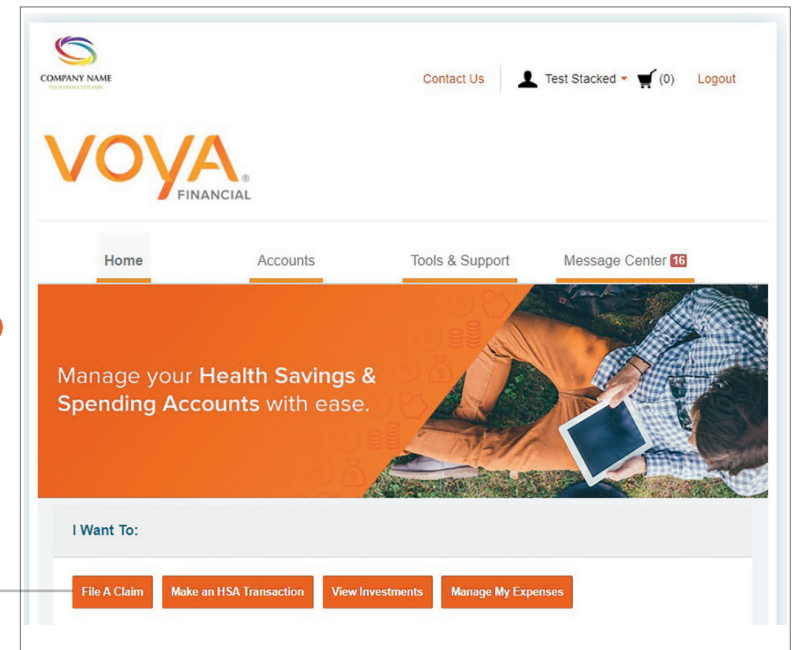 COMPANY NAME
Contact Us
Test Stacked
(0)
Logout
VOYA®
FINANCIAL
Home
Accounts
Tools & Support
Message Center 16
Manage your Health Savings &
Spending Accounts with ease.
I Want To:
File A Claim
Make an HSA Transaction
View Investments
Manage My Expenses